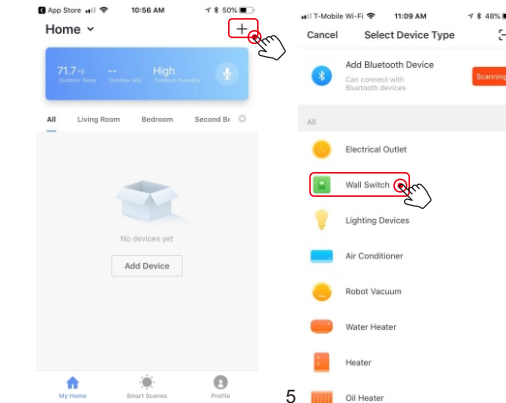 App Store 10:56 AM 50%
Home
71.7 °F -- High
Outdoor Temp Outdoor AQI Outdoor Humidity
All Living Room Bedroom Second Be
No devices yet
Add Device
My Home Smart Scenes Profile
T-Mobile Wi-Fi 11:09 AM 48%
Cancel Select Device Type
Add Bluetooth Device
Can connect with
Bluetooth devices
Scanning
All
Electrical Outlet
Wall Switch
Lighting Devices
Air Conditioner
Robot Vacuum
Water Heater
Heater
Oil Heater
5